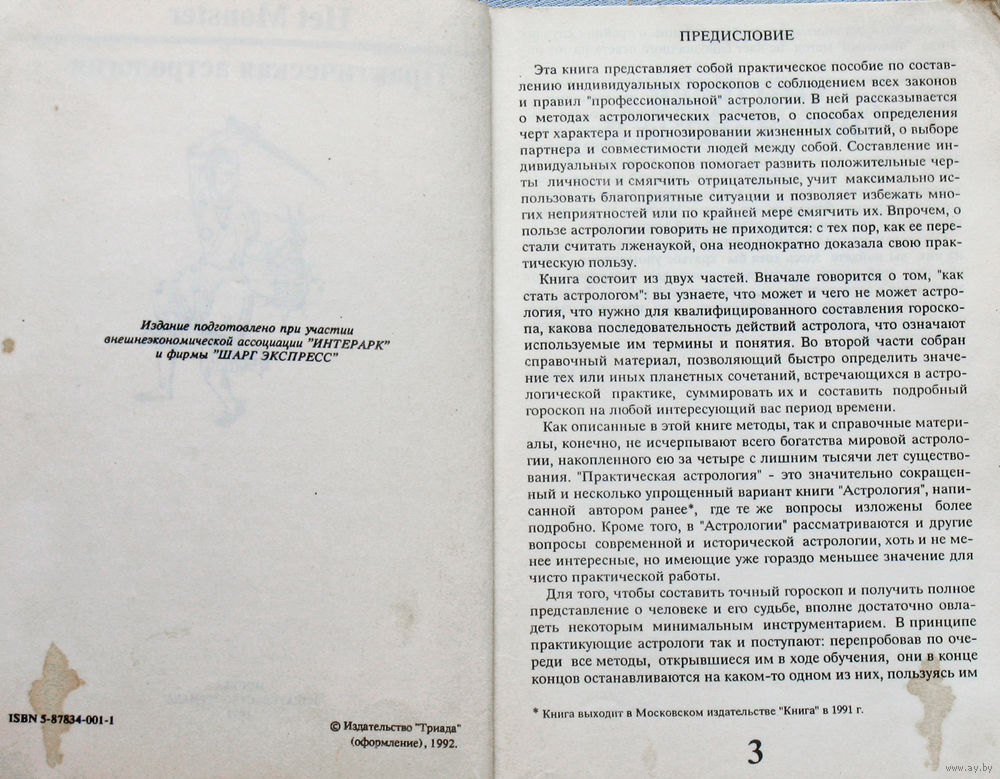 Het Monster
Практическая астрология
Издание подготовлено при участии
внешнеэкономической ассоциации "ИНТЕРАРК"
и фирмы "ШАРГ ЭКСПРЕСС"
ISBN 5-87834-001-1
© Издательство "Триада"
(оформление), 1992.
ПРЕДИСЛОВИЕ
Эта книга представляет собой практическое пособие по состав-
лению индивидуальных гороскопов с соблюдением всех законов
и правил "профессиональной" астрологии. В ней рассказывается
о методах астрологических расчетов, о способах определения
черт характера и прогнозировании жизненных событий, о выборе
партнера и совместимости людей между собой. Составление ин-
дивидуальных гороскопов помогает развить положительные чер-
ты личности и смягчить отрицательные, учит максимально ис-
пользовать благоприятные ситуации и позволяет избежать мно-
гих неприятностей или по крайней мере смягчить их. Впрочем, о
пользе астрологии говорить не приходится: с тех пор, как ее пере-
стали считать лженаукой, она неоднократно доказала свою прак-
тическую пользу.
Книга состоит из двух частей. Вначале говорится о том, "как
стать астрологом": вы узнаете, что может и чего не может астро-
логия, что нужно для квалифицированного составления гороско-
па, какова последовательность действий астролога, что означают
используемые им термины и понятия. Во второй части собран
справочный материал, позволяющий быстро определить значе-
ние тех или иных планетных сочетаний, встречающихся в астро-
логической практике, суммировать их и составить подробный
гороскоп на любой интересующий вас период времени.
Как описанные в этой книге методы, так и справочные матери-
алы, конечно, не исчерпывают всего богатства мировой астроло-
гии, накопленного ею за четыре с лишним тысячи лет существо-
вания. "Практическая астрология" - это значительно сокращен-
ный и несколько упрощенный вариант книги "Астрология", напи-
санной автором ранее*, где те же вопросы изложены более
подробно. Кроме того, в "Астрологии" рассматриваются и другие
вопросы современной и исторической астрологии, хоть и не ме-
нее интересные, но имеющие уже гораздо меньшее значение для
чисто практической работы.
Для того, чтобы составить точный гороскоп и получить полное
представление о человеке и его судьбе, вполне достаточно овла-
деть некоторым минимальным инструментарием. В принципе
практикующие астрологи так и поступают: перепробовав по оче-
реди все методы, открывшиеся им в ходе обучения, они в конце
концов останавливаются на каком-то одном из них, пользуясь им
* Книга выходит в Московском издательстве "Книга" в 1991 г.
3
www.ay.by